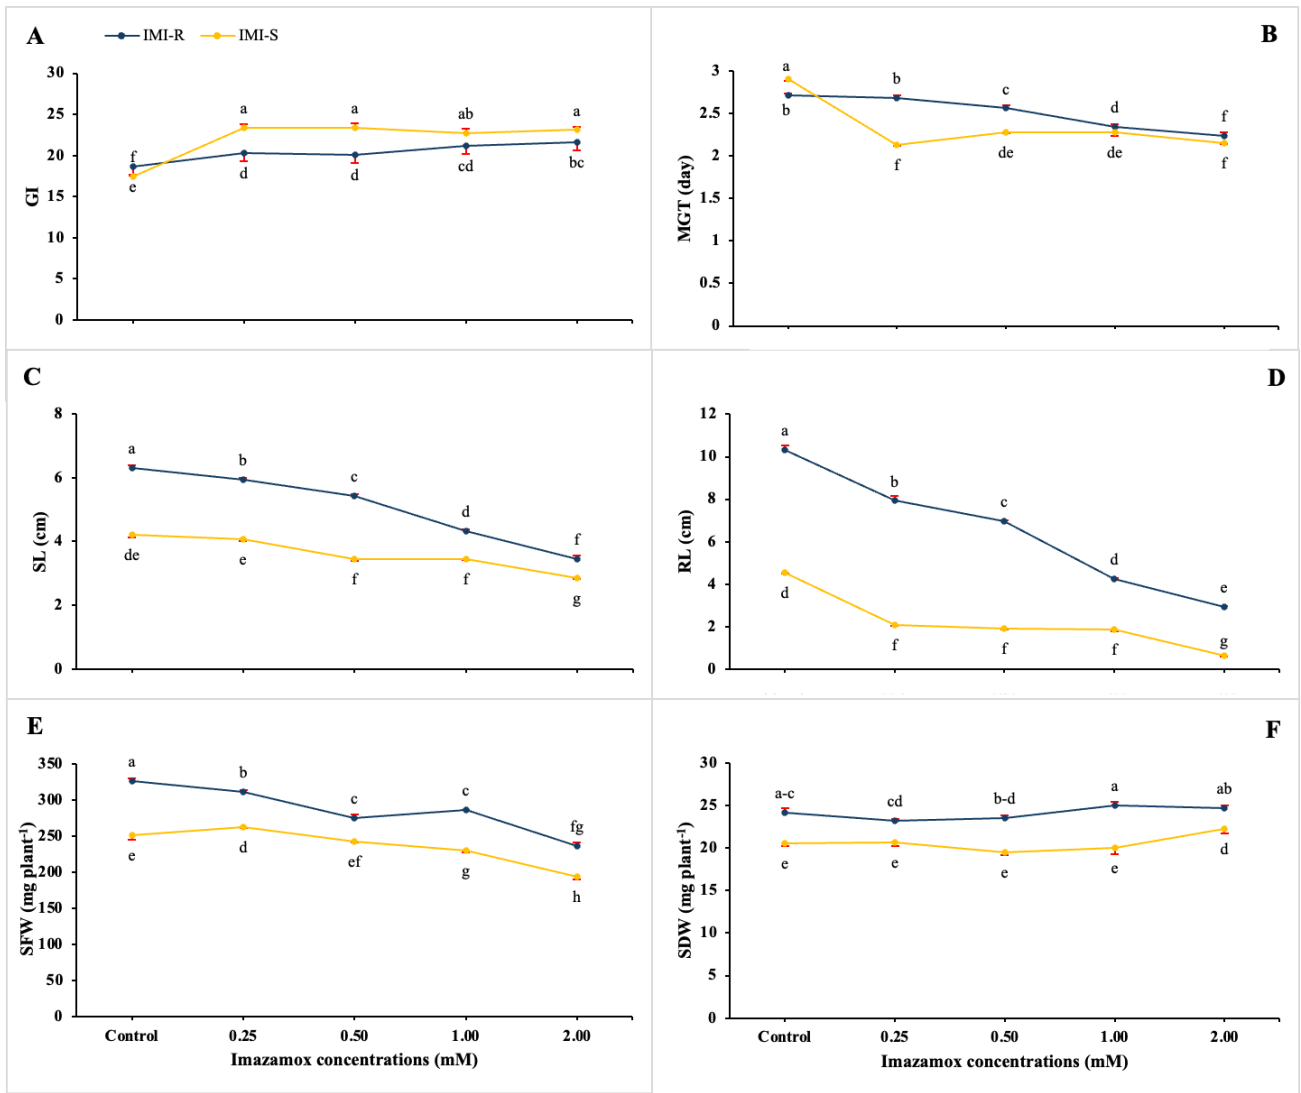 A
IMI-R IMI-S
GI
30
25
20
15
10
5
0
f a a ab a
e d d cd bc
B
MGT (day)
3
2.5
2
1.5
1
0.5
0
a b c d f
b f de de f
C
SL (cm)
8
6
4
2
0
a b c d f
de e f f g
D
RL (cm)
12
10
8
6
4
2
0
a b c d e
d f f f g
E
SFW (mg plant⁻¹)
350
300
250
200
150
100
50
0
a b c c fg
e d ef g h
Control 0.25 0.50 1.00 2.00
Imazamox concentrations (mM)
F
SDW (mg plant⁻¹)
30
25
20
15
10
5
0
a-c cd b-d a ab
e e e e d
Control 0.25 0.50 1.00 2.00
Imazamox concentrations (mM)